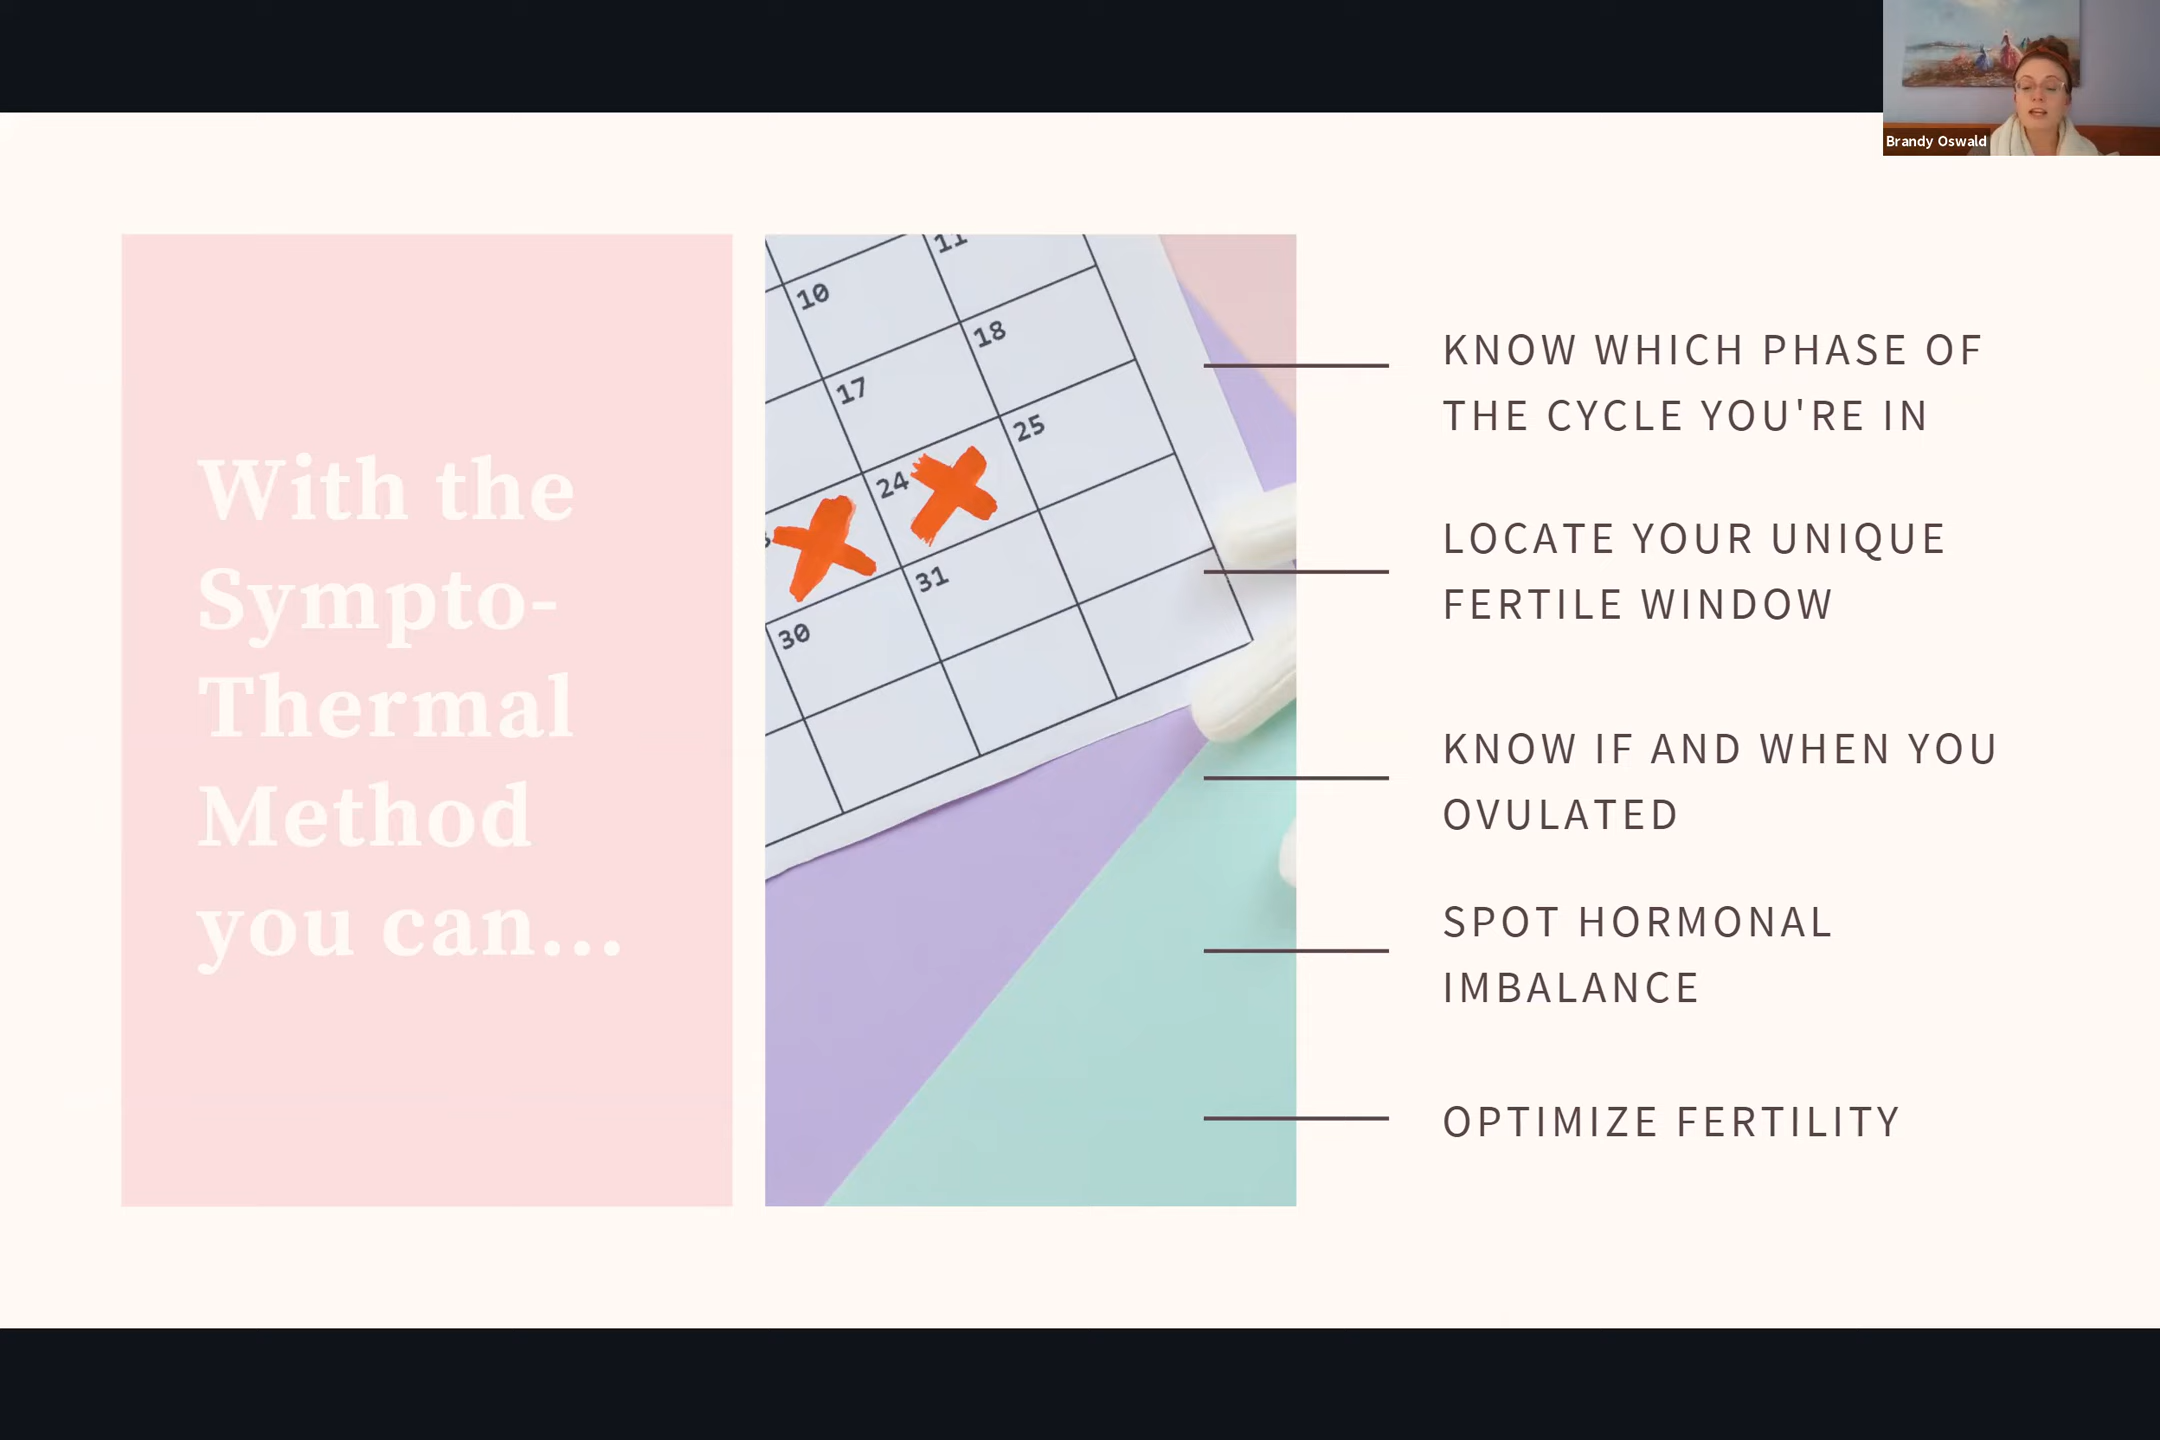 Brandy Oswald
With the
Sympto-
Thermal
Method
you can...
11
10
18
17
25
24
31
30
KNOW WHICH PHASE OF
THE CYCLE YOU'RE IN
LOCATE YOUR UNIQUE
FERTILE WINDOW
KNOW IF AND WHEN YOU
OVULATED
SPOT HORMONAL
IMBALANCE
OPTIMIZE FERTILITY